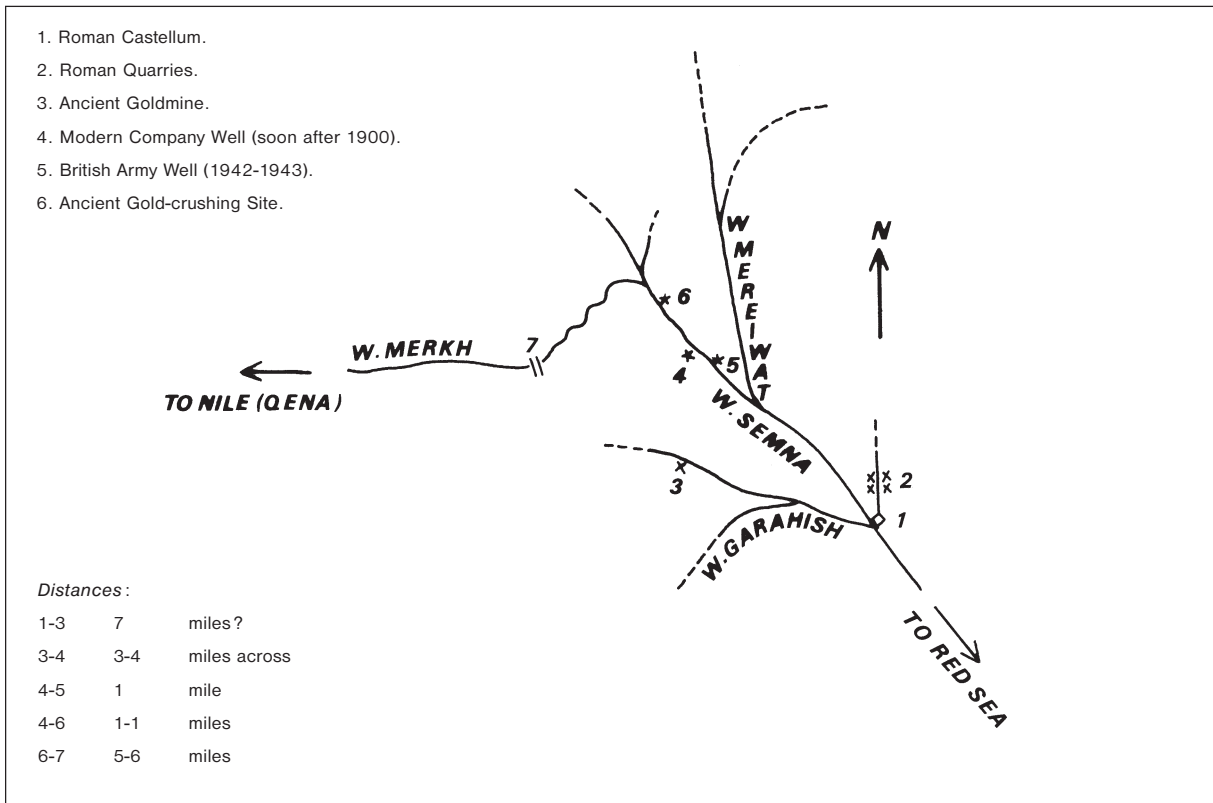 1. Roman Castellum.
2. Roman Quarries.
3. Ancient Goldmine.
4. Modern Company Well (soon after 1900).
5. British Army Well (1942-1943).
6. Ancient Gold-crushing Site.
W MEREIWAT
N
6
7
W. MERKH
5
4
TO NILE (QENA)
W. SEMNA
3
2
1
W. GARAHISH
TO RED SEA
Distances:
1-3 7 miles?
3-4 3-4 miles across
4-5 1 mile
4-6 1-1 miles
6-7 5-6 miles